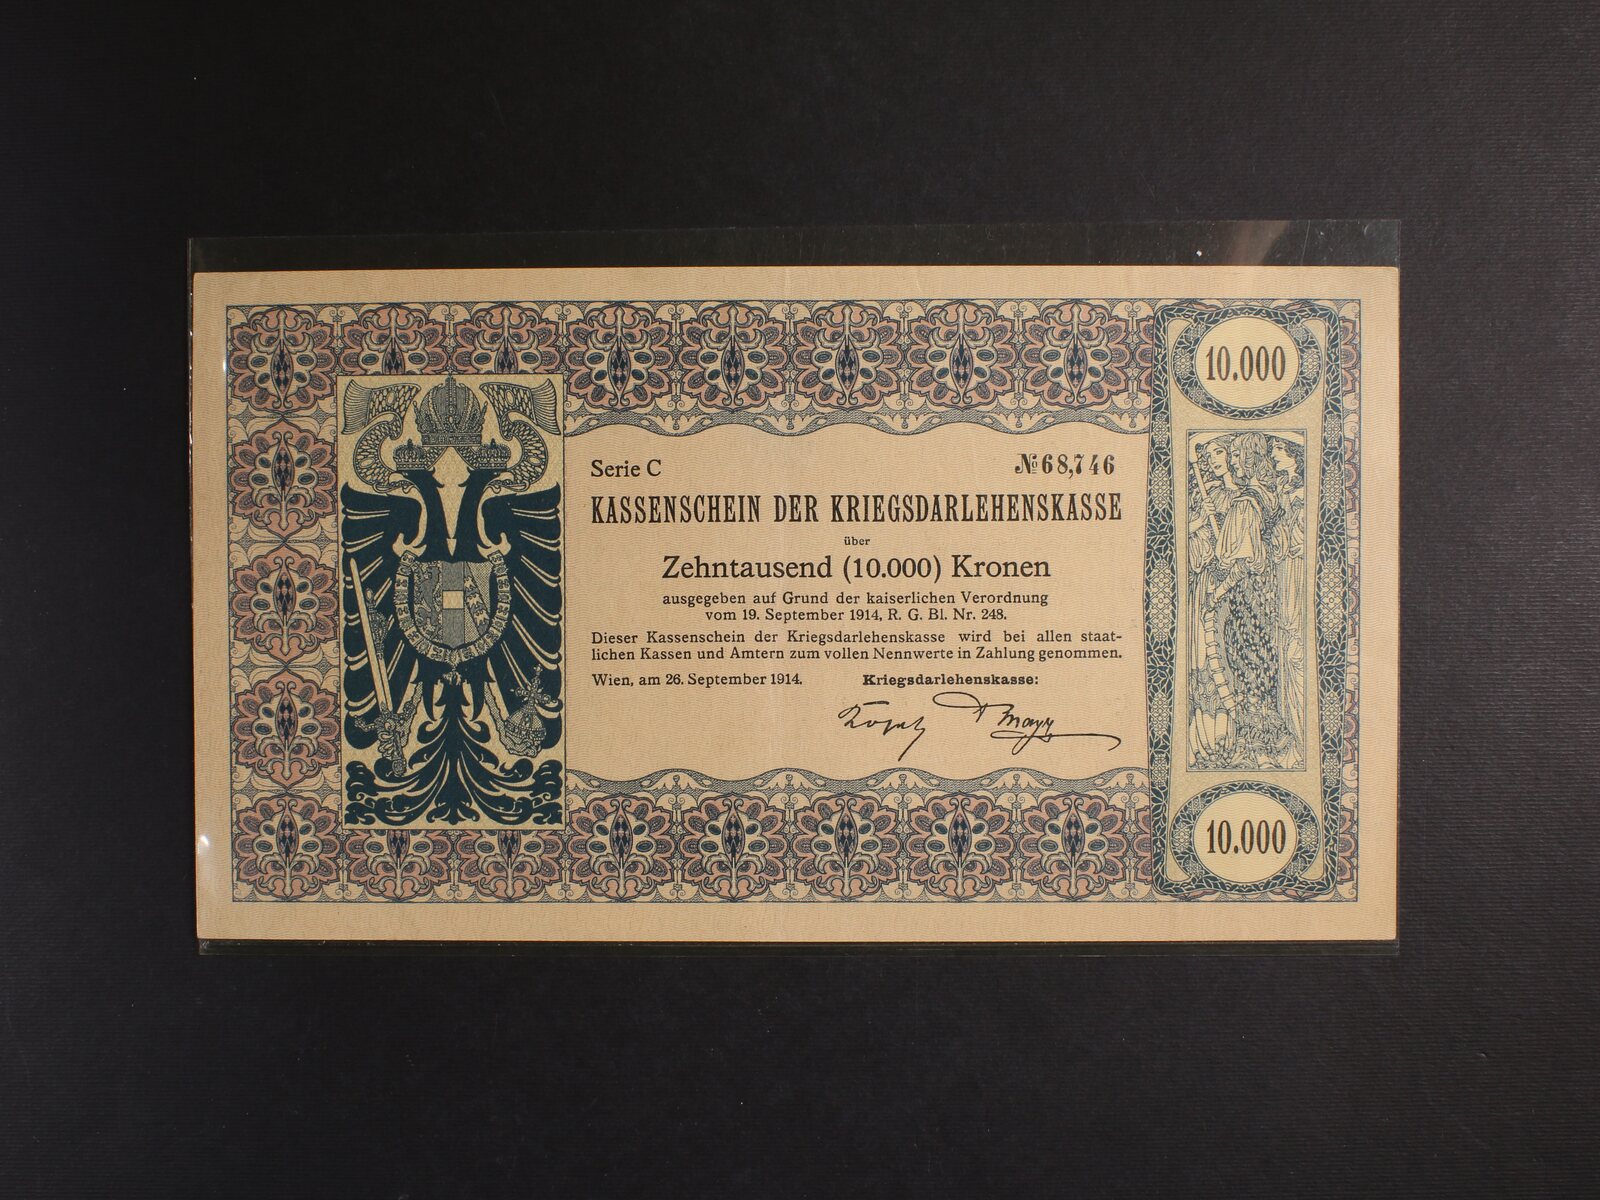 10.000
Serie C
№ 68,746
KASSENSCHEIN DER KRIEGSDARLEHENSKASSE
über
Zehntausend (10.000) Kronen
ausgegeben auf Grund der kaiserlichen Verordnung
vom 19. September 1914, R. G. Bl. Nr. 248.
Dieser Kassenschein der Kriegsdarlehenskasse wird bei allen staat-
lichen Kassen und Ämtern zum vollen Nennwerte in Zahlung genommen.
Wien, am 26. September 1914.
Kriegsdarlehenskasse:
10.000